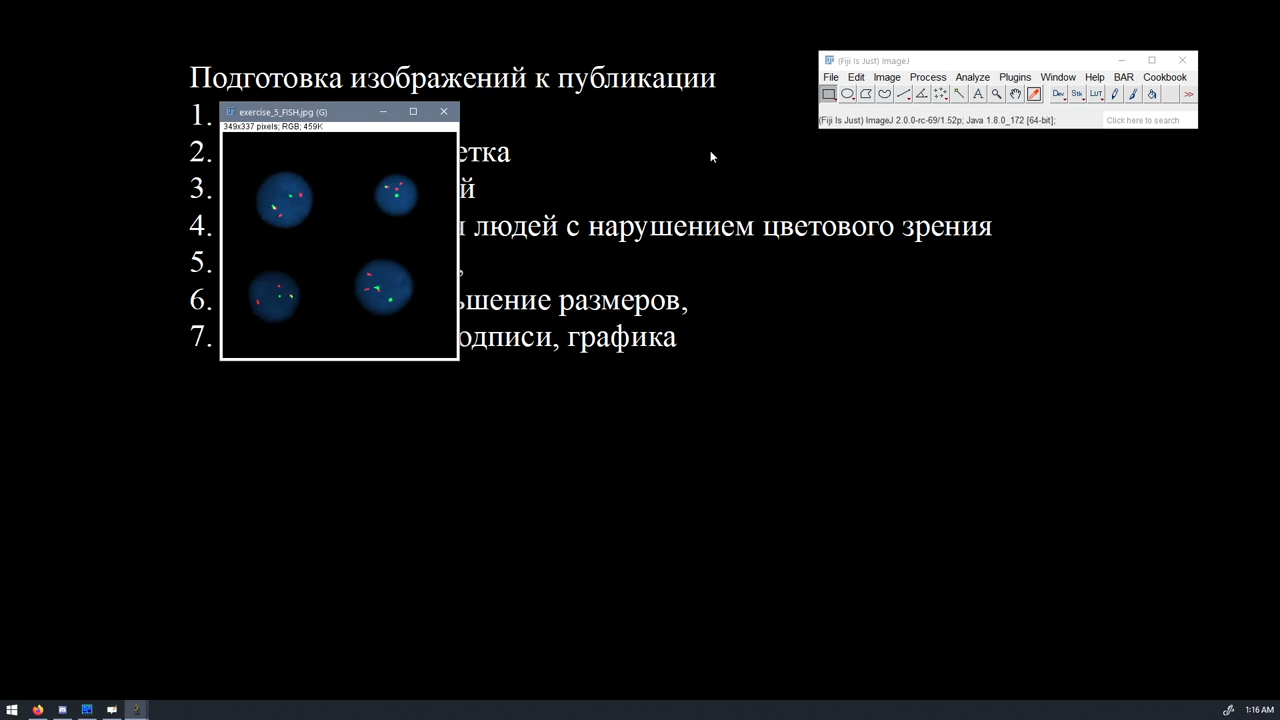 Подготовка изображений к публикации
1.
2.
3.
4.
5.
6.
7.
етка
й
людей с нарушением цветового зрения
ьшение размеров,
одписи, графика
exercise_5_FISH.jpg (G)
349x337 pixels; RGB; 459K
(Fiji Is Just) ImageJ
File Edit Image Process Analyze Plugins Window Help BAR Cookbook
Dev Stk LUT >>
(Fiji Is Just) ImageJ 2.0.0-rc-69/1.52p; Java 1.8.0_172 [64-bit];
Click here to search
1:16 AM